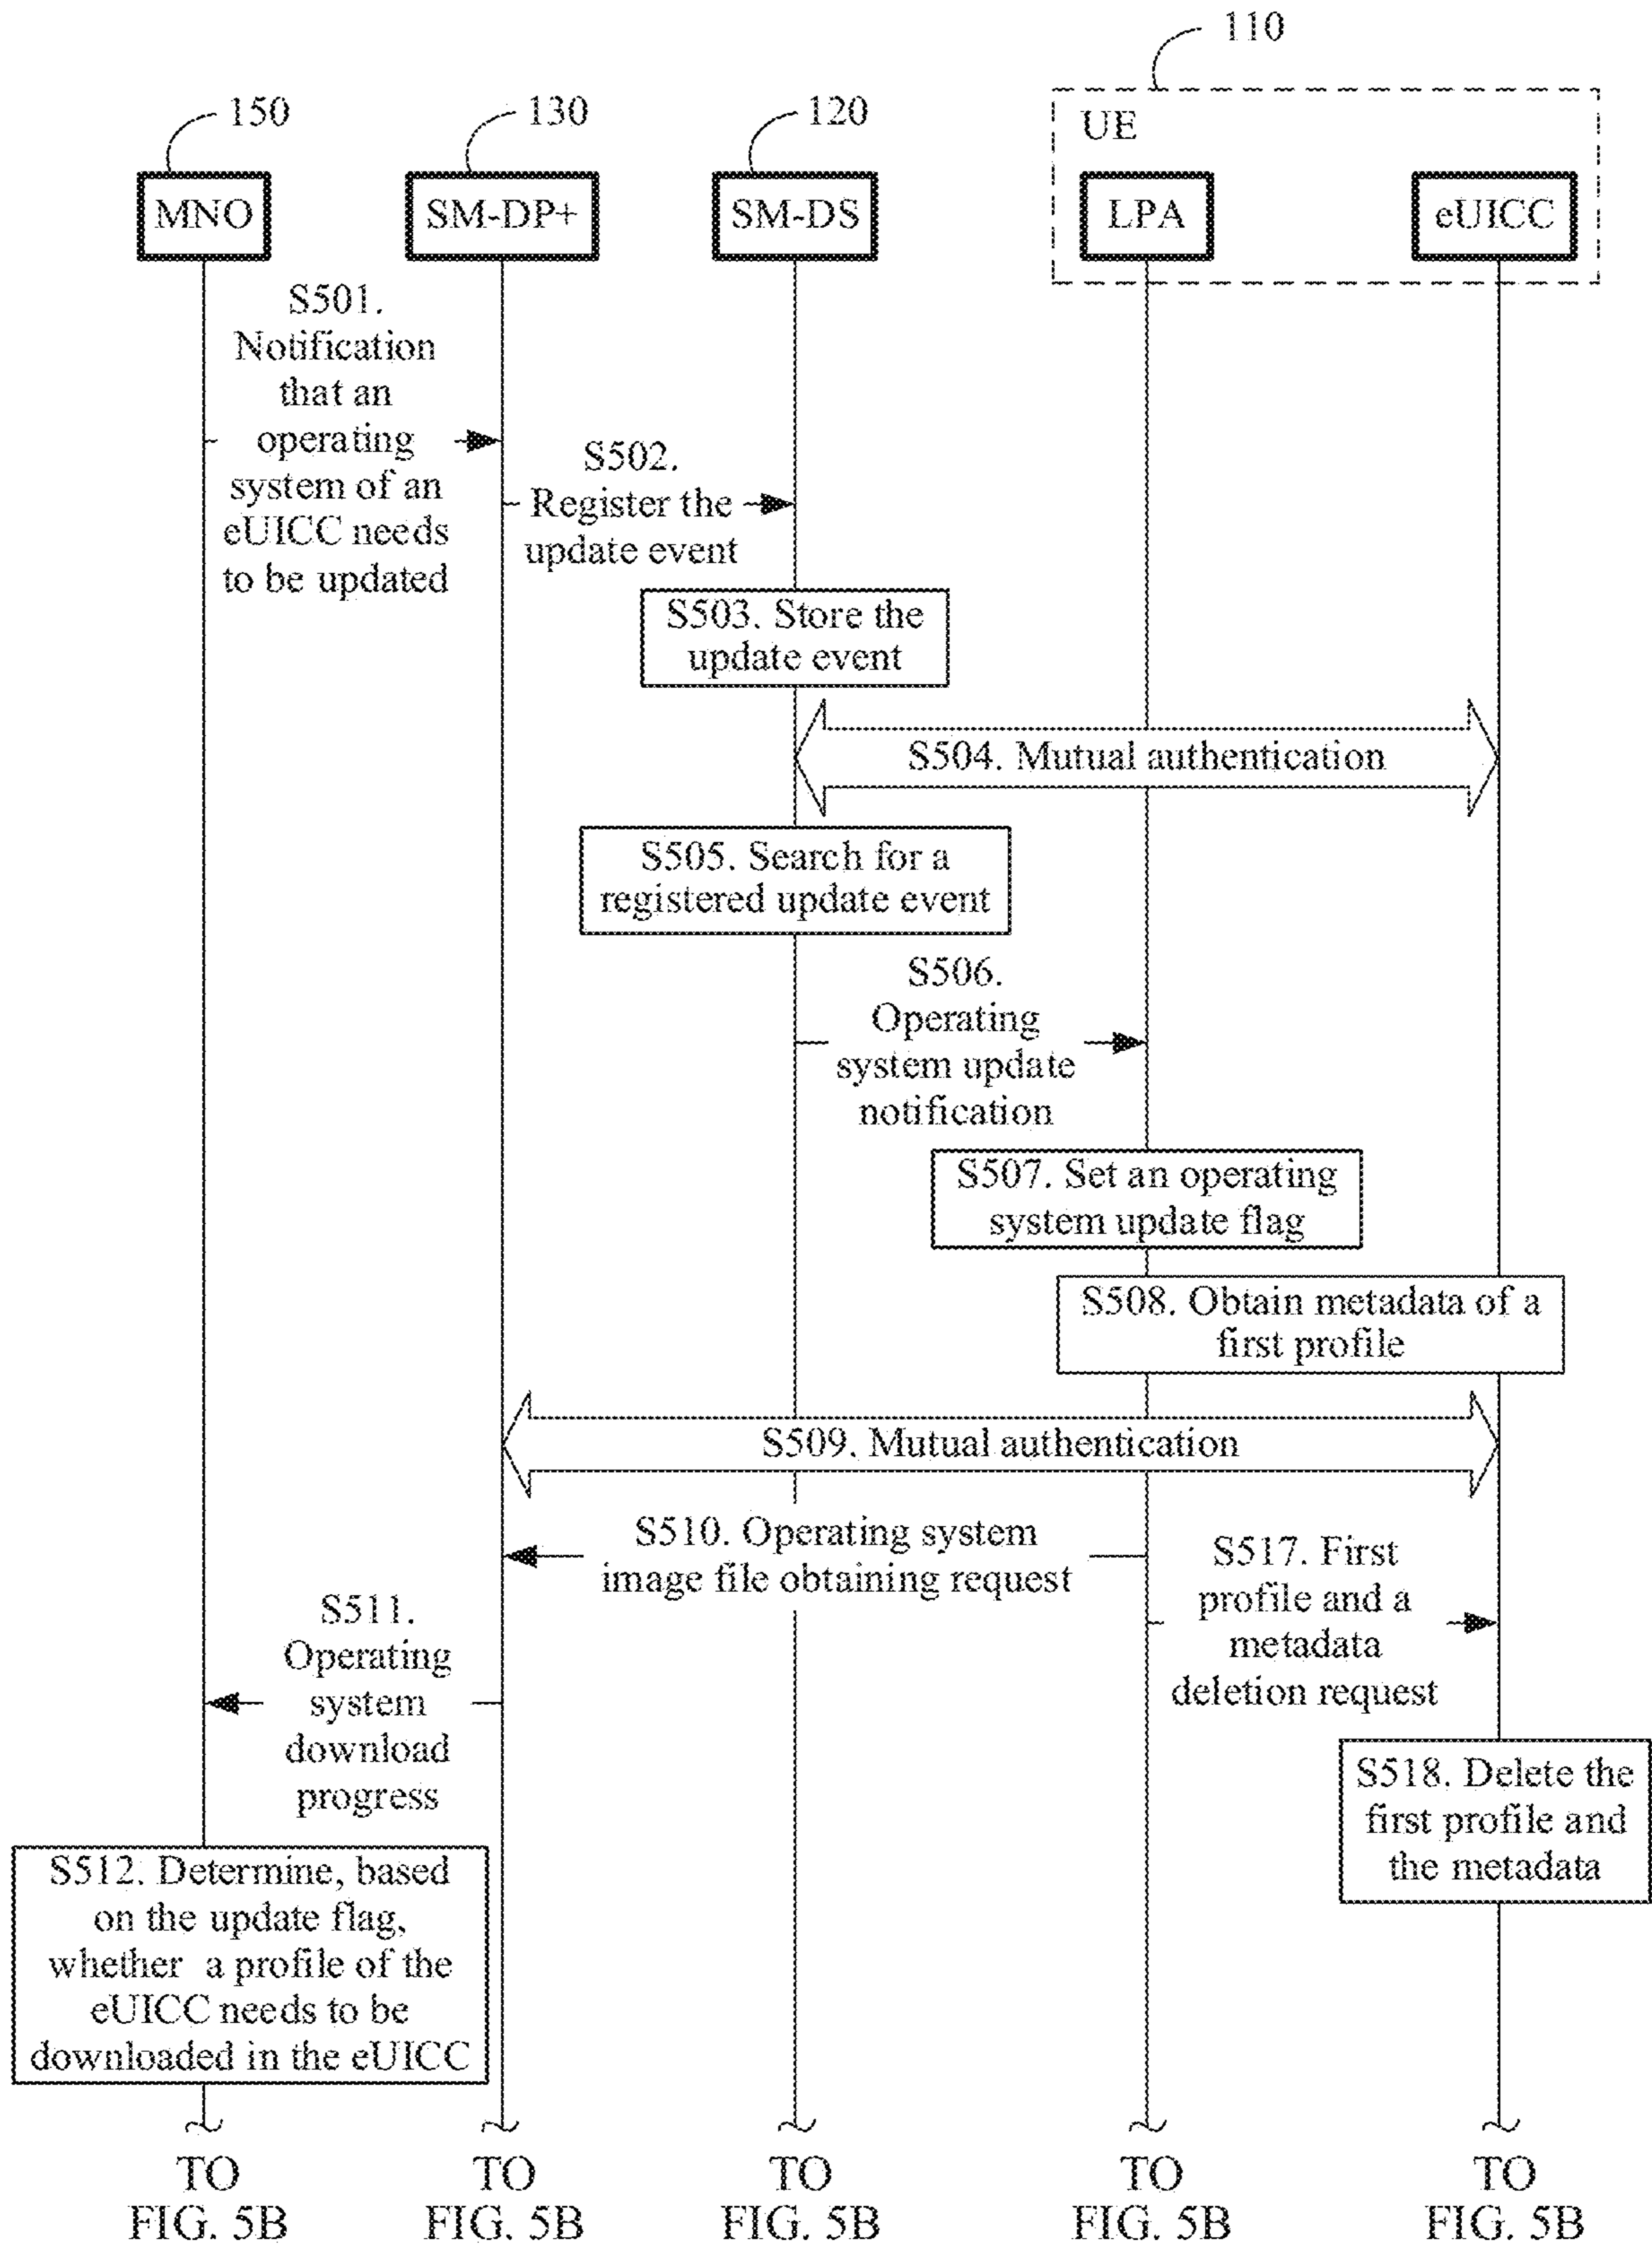 110
150
130
120
UE
MNO
SM-DP+
SM-DS
LPA
eUICC
S501.
Notification
that an
operating
system of an
eUICC needs
to be updated
S502.
Register the
update event
S503. Store the
update event
S504. Mutual authentication
S505. Search for a
registered update event
S506.
Operating
system update
notification
S507. Set an operating
system update flag
S508. Obtain metadata of a
first profile
S509. Mutual authentication
S510. Operating system
image file obtaining request
S517. First
profile and a
metadata
deletion request
S511.
Operating
system
download
progress
S518. Delete the
first profile and
the metadata
S512. Determine, based
on the update flag,
whether a profile of the
eUICC needs to be
downloaded in the eUICC
TO
FIG. 5B
TO
FIG. 5B
TO
FIG. 5B
TO
FIG. 5B
TO
FIG. 5B